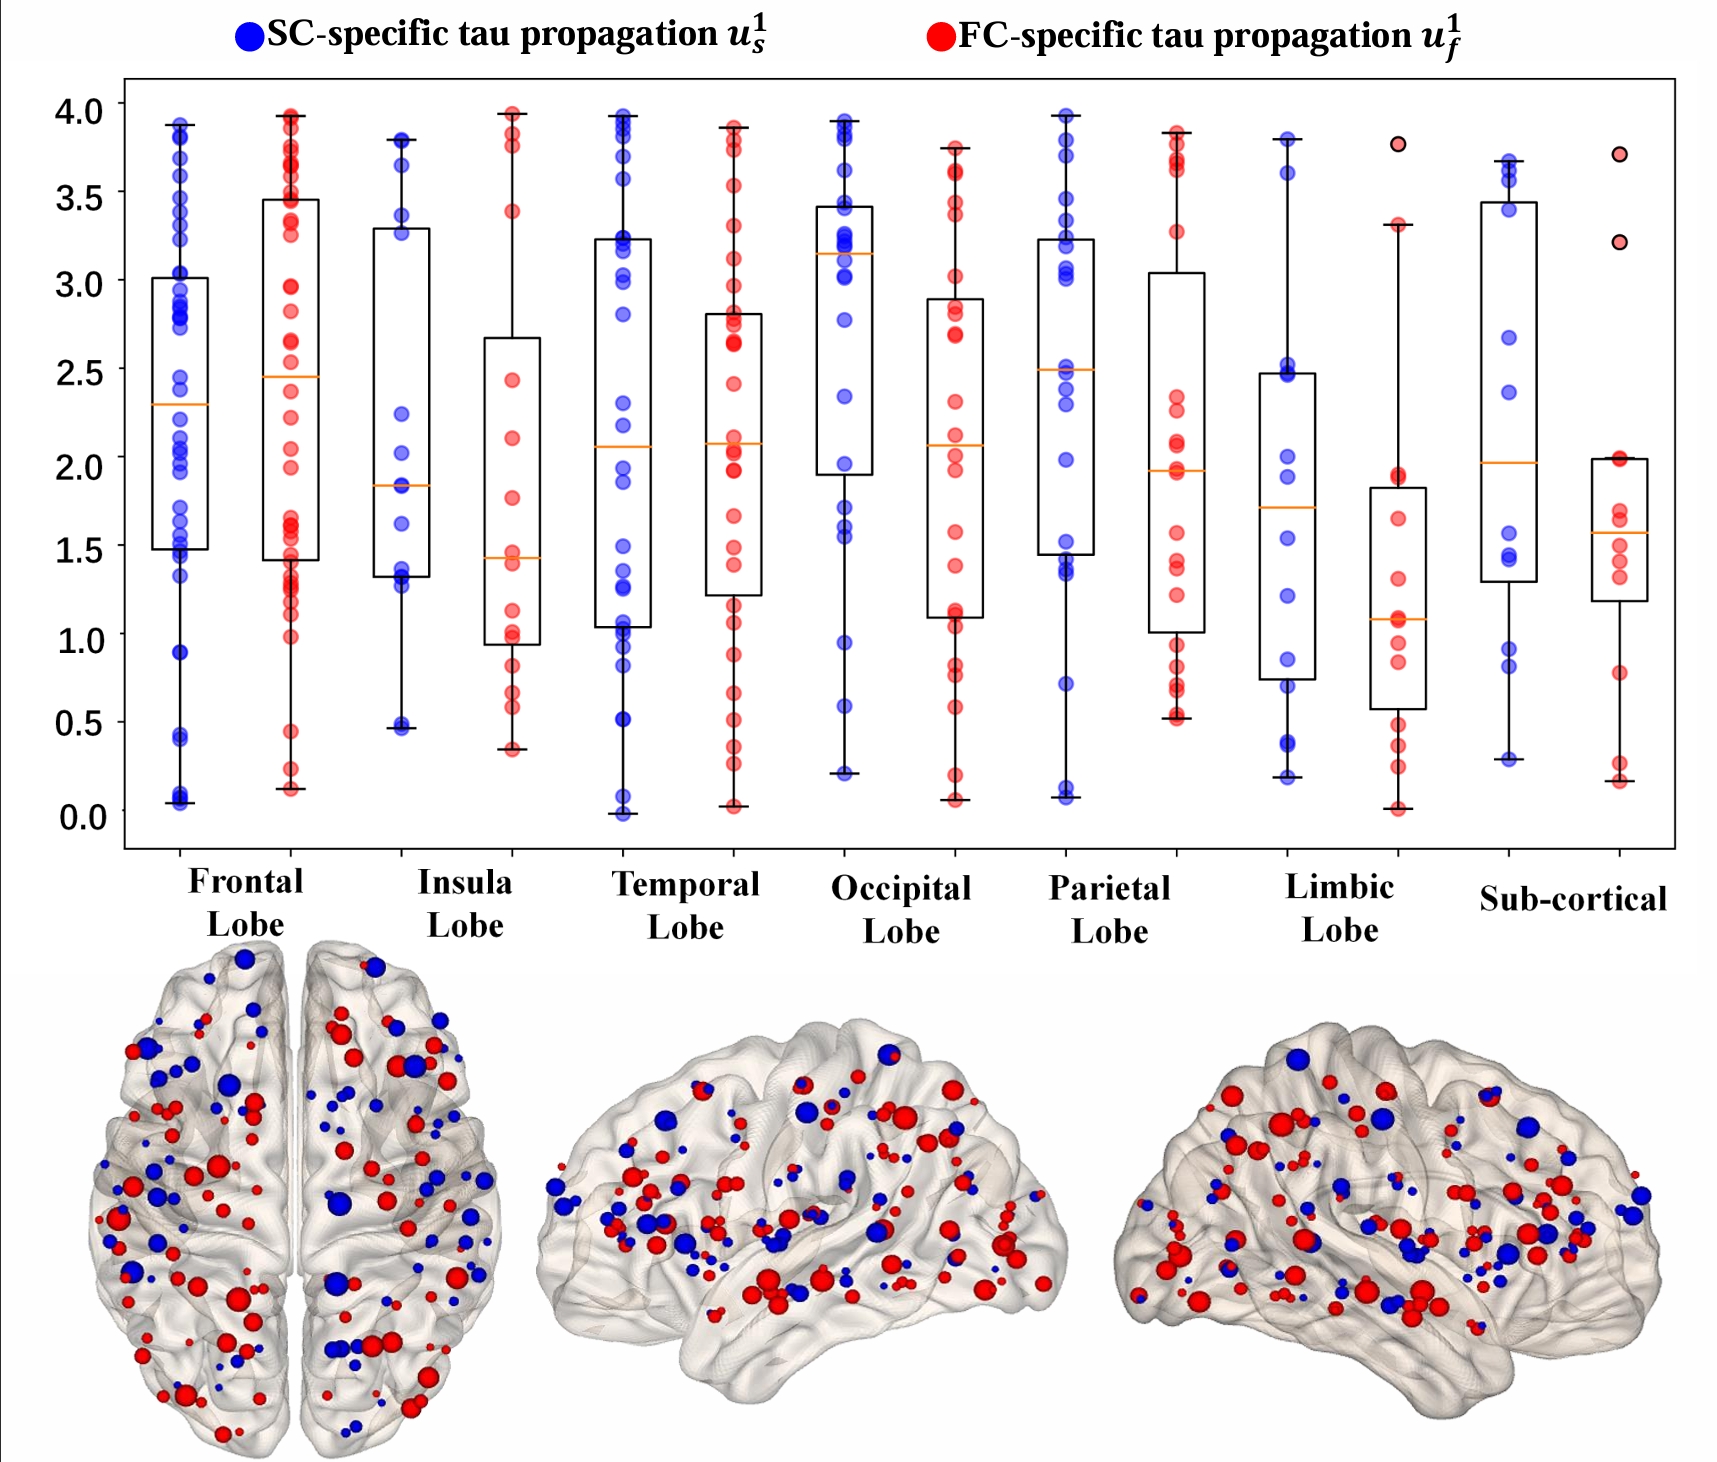 SC-specific tau propagation u_s^1
FC-specific tau propagation u_f^1
4.0
3.5
3.0
2.5
2.0
1.5
1.0
0.5
0.0
Frontal
Lobe
Insula
Lobe
Temporal
Lobe
Occipital
Lobe
Parietal
Lobe
Limbic
Lobe
Sub-cortical